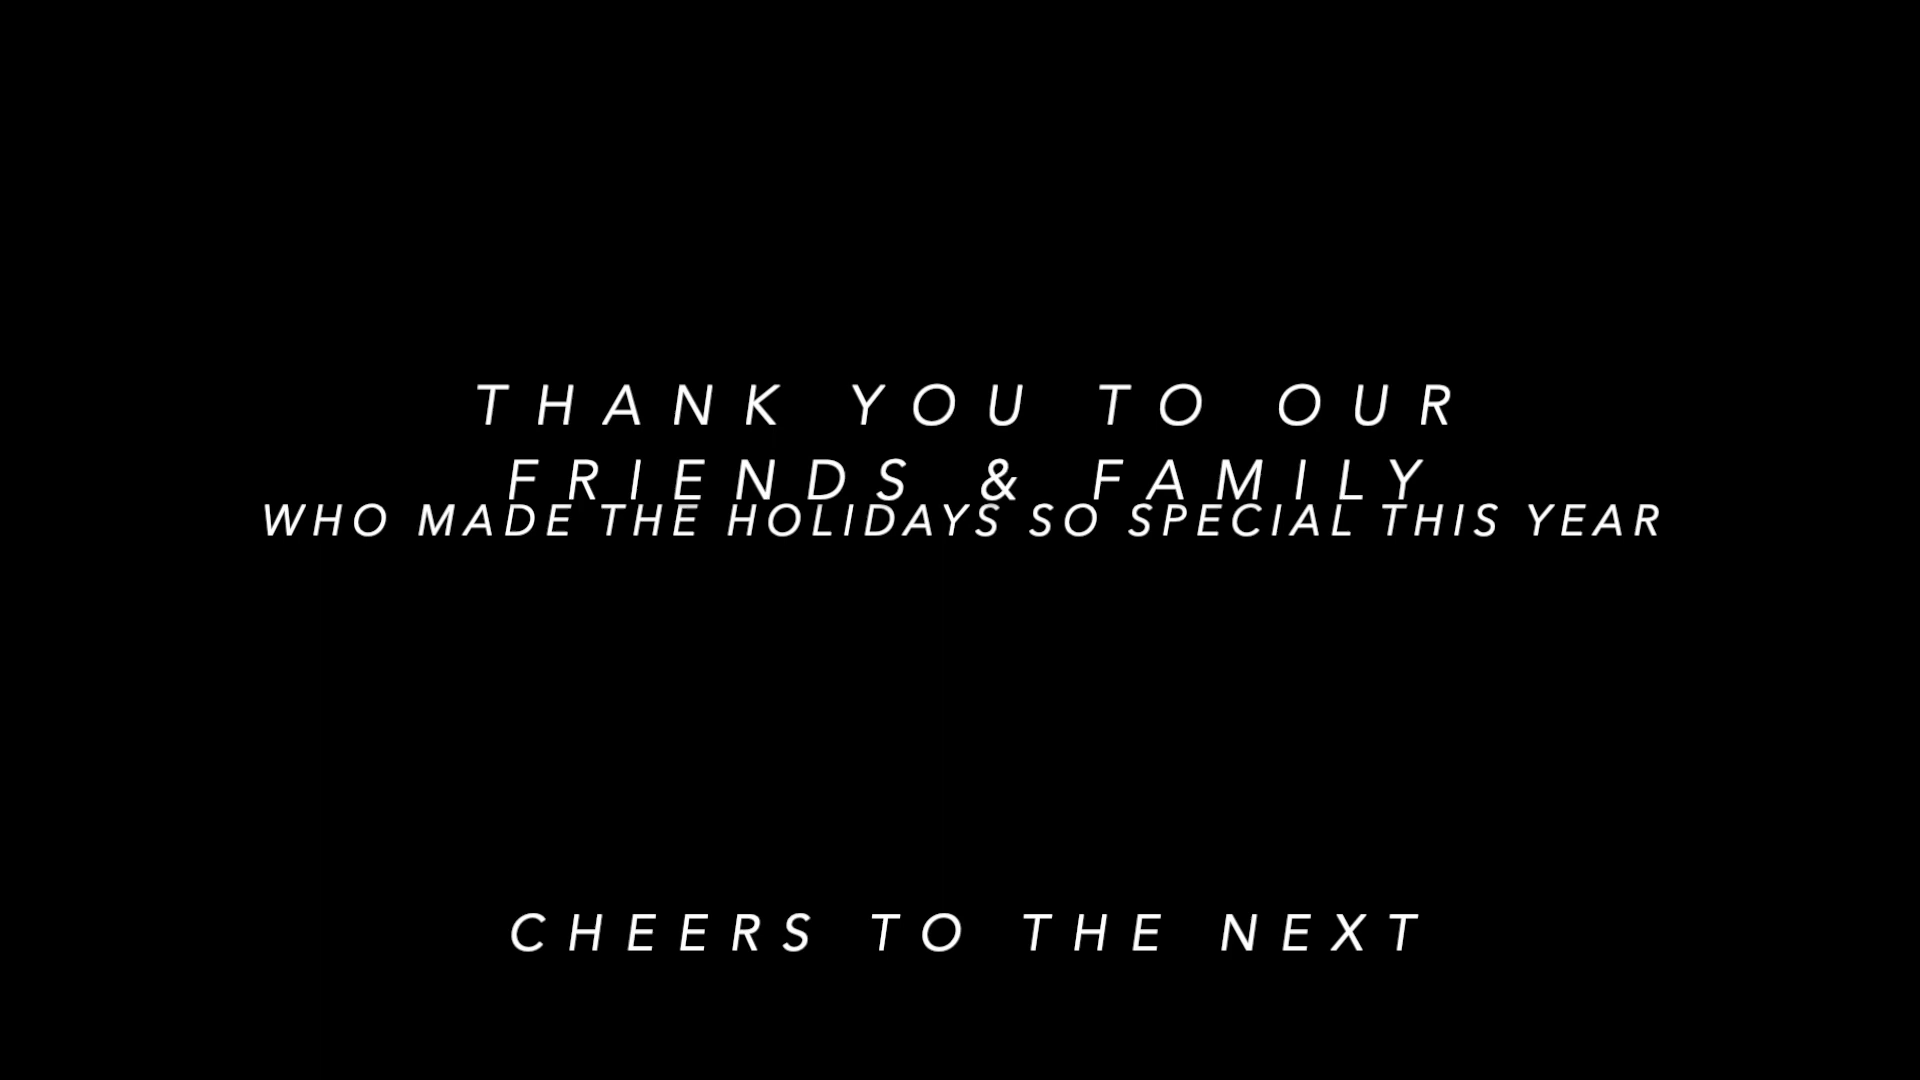 THANK YOU TO OUR
FRIENDS & FAMILY
WHO MADE THE HOLIDAYS SO SPECIAL THIS YEAR
CHEERS TO THE NEXT